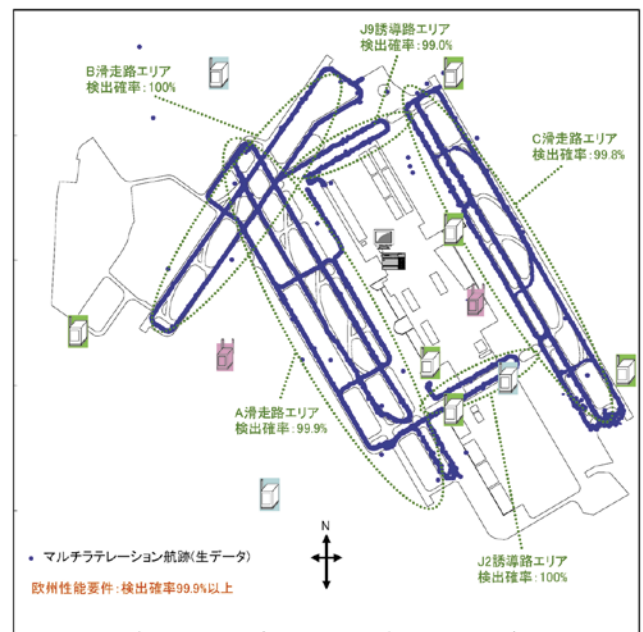 J9誘導路エリア
検出確率:99.0%
B滑走路エリア
検出確率:100%
C滑走路エリア
検出確率:99.8%
A滑走路エリア
検出確率:99.9%
N
マルチラテレーション航跡(生データ)
欧州性能要件:検出確率99.9%以上
J2誘導路エリア
検出確率:100%